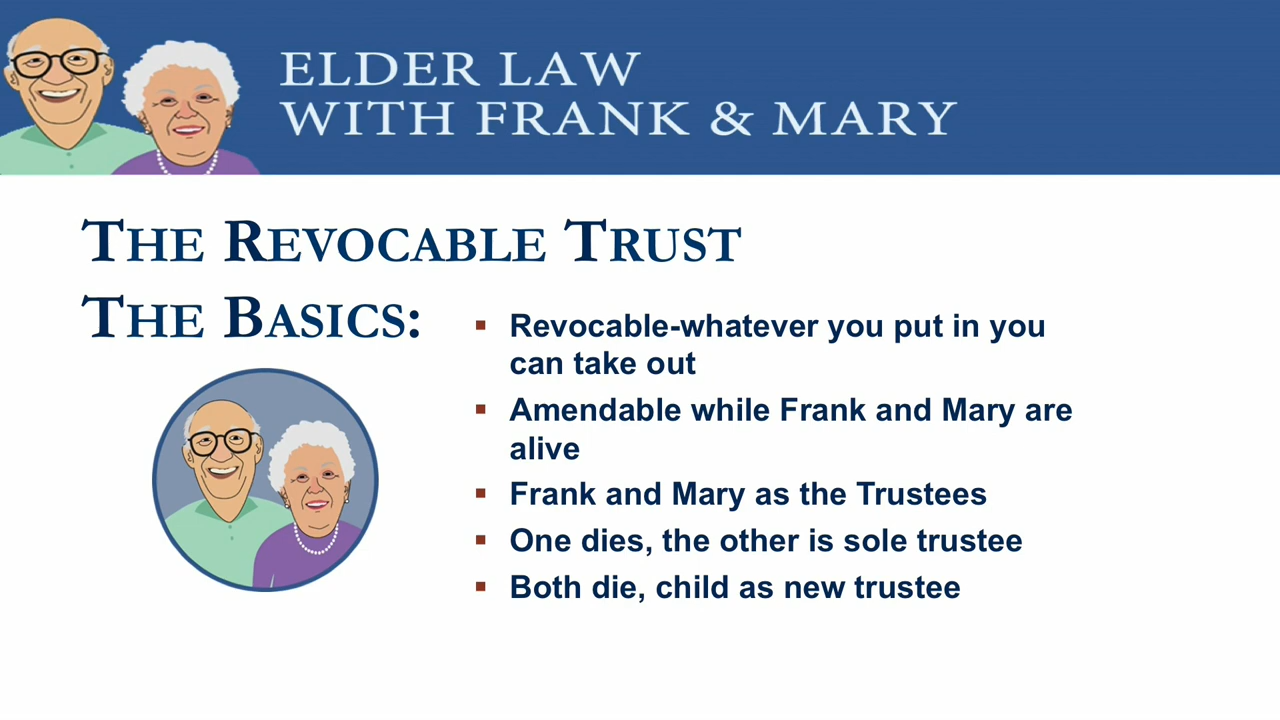 ELDER LAW
WITH FRANK & MARY
THE REVOCABLE TRUST
THE BASICS:
▪ Revocable-whatever you put in you
can take out
▪ Amendable while Frank and Mary are
alive
▪ Frank and Mary as the Trustees
▪ One dies, the other is sole trustee
▪ Both die, child as new trustee